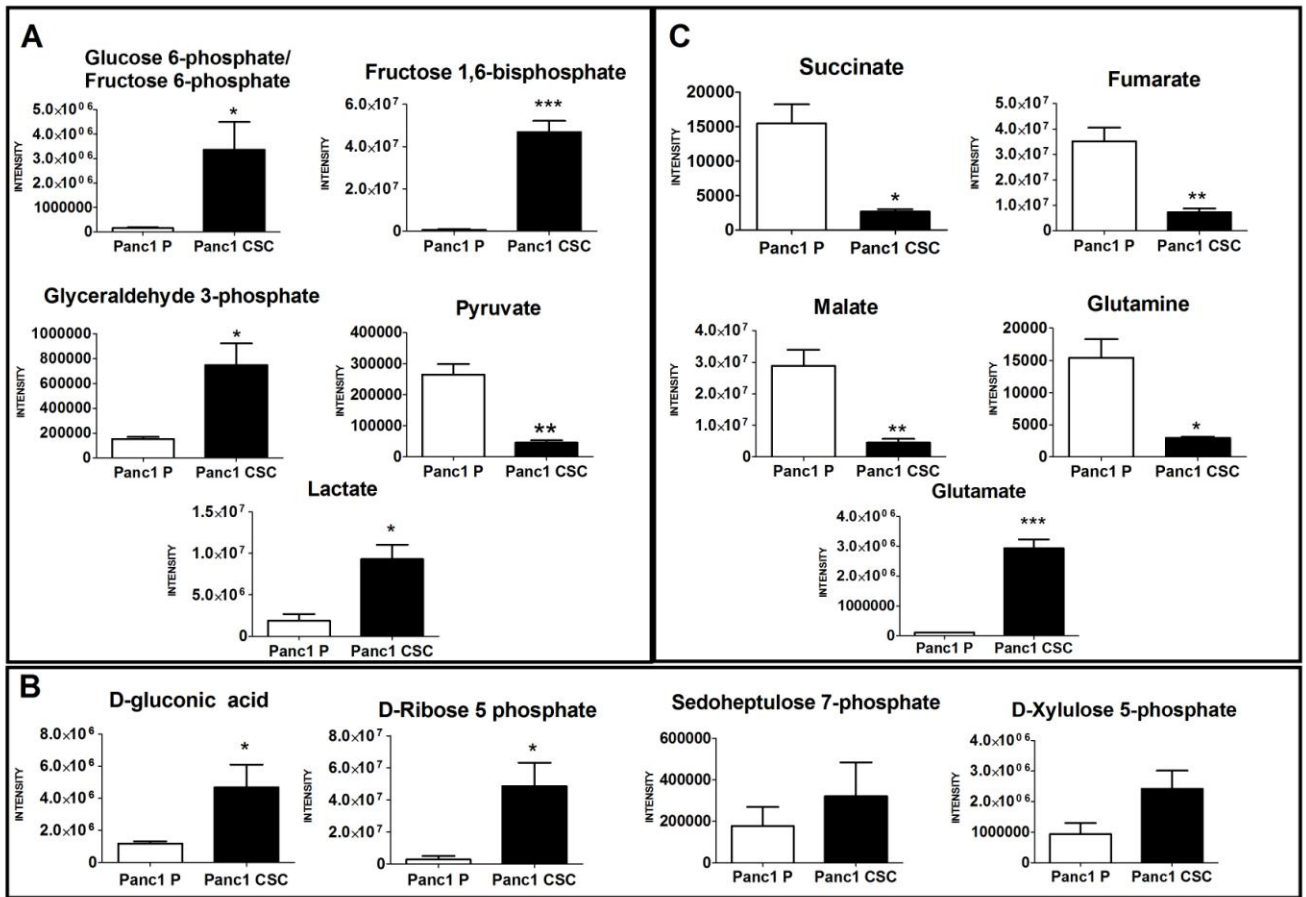 A
Glucose 6-phosphate/
Fructose 6-phosphate
INTENSITY
5.0×10⁰⁶
4.0×10⁰⁶
3.0×10⁰⁶
2.0×10⁰⁶
1000000
0
*
Panc1 P Panc1 CSC
Fructose 1,6-bisphosphate
INTENSITY
6.0×10⁷
4.0×10⁷
2.0×10⁷
0
***
Panc1 P Panc1 CSC
Glyceraldehyde 3-phosphate
INTENSITY
1000000
800000
600000
400000
200000
0
*
Panc1 P Panc1 CSC
Pyruvate
INTENSITY
400000
300000
200000
100000
0
**
Panc1 P Panc1 CSC
Lactate
INTENSITY
1.5×10⁷
1.0×10⁷
5.0×10⁶
0
*
Panc1 P Panc1 CSC
C
Succinate
INTENSITY
20000
15000
10000
5000
0
*
Panc1 P Panc1 CSC
Fumarate
INTENSITY
5.0×10⁷
4.0×10⁷
3.0×10⁷
2.0×10⁷
1.0×10⁷
0
**
Panc1 P Panc1 CSC
Malate
INTENSITY
4.0×10⁷
3.0×10⁷
2.0×10⁷
1.0×10⁷
0
**
Panc1 P Panc1 CSC
Glutamine
INTENSITY
20000
15000
10000
5000
0
*
Panc1 P Panc1 CSC
Glutamate
INTENSITY
4.0×10⁰⁶
3.0×10⁰⁶
2.0×10⁰⁶
1000000
0
***
Panc1 P Panc1 CSC
B
D-gluconic acid
INTENSITY
8.0×10⁶
6.0×10⁶
4.0×10⁶
2.0×10⁶
0
*
Panc1 P Panc1 CSC
D-Ribose 5 phosphate
INTENSITY
8.0×10⁷
6.0×10⁷
4.0×10⁷
2.0×10⁷
0
*
Panc1 P Panc1 CSC
Sedoheptulose 7-phosphate
INTENSITY
600000
400000
200000
0
Panc1 P Panc1 CSC
D-Xylulose 5-phosphate
INTENSITY
4.0×10⁰⁶
3.0×10⁰⁶
2.0×10⁰⁶
1000000
0
Panc1 P Panc1 CSC